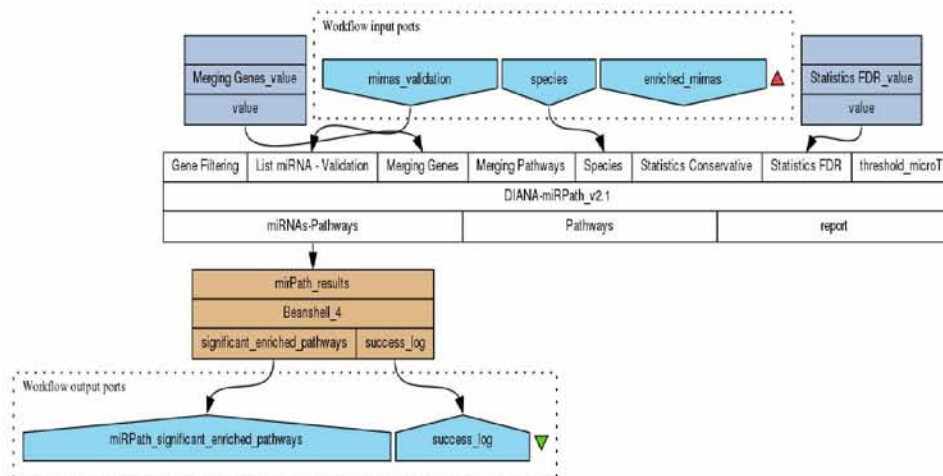 Workflow input ports
Merging Genes_value
value
mirnas_validation
species
enriched_mirnas
Statistics FDR_value
value
Gene Filtering
List miRNA - Validation
Merging Genes
Merging Pathways
Species
Statistics Conservative
Statistics FDR
threshold_microT
DIANA-miRPath_v2.1
miRNAs-Pathways
Pathways
report
mirPath_results
Beanshell_4
significant_enriched_pathways
success_log
Workflow output ports
miRPath_significant_enriched_pathways
success_log